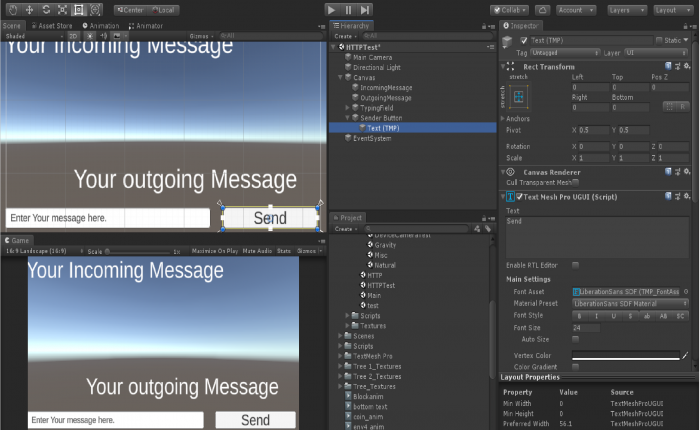 Center
Local
Collab
Account
Layers
Layout
Scene
Asset Store
Animation
Animator
Shaded
2D
Gizmos
All
Your Incoming Message
Your outgoing Message
Enter Your message here.
Send
Game
16:9 Landscape (16:9)
Scale
1x
Maximize On Play
Mute Audio
Stats
Gizmos
Your Incoming Message
Your outgoing Message
Enter Your message here.
Send
Hierarchy
Create
All
HTTPTest*
Main Camera
Directional Light
Canvas
IncomingMessage
OutgoingMessage
TypingField
Sender Button
Text (TMP)
EventSystem
Project
Create
DeviceCameraTest
Gravity
Misc
Natural
HTTP
HTTPTest
Main
test
Scripts
Textures
Scenes
Scripts
TextMesh Pro
Tree 1_Textures
Tree 2_Textures
Tree_Textures
Blockanim
bottom text
coin_anim
env4 anim
Inspector
Text (TMP)
Static
Tag
Untagged
Layer
UI
Rect Transform
stretch
stretch
Left
Top
Pos Z
0
0
0
Right
Bottom
0
0
R
Anchors
Pivot
X 0.5
Y 0.5
Rotation
X 0
Y 0
Z 0
Scale
X 1
Y 1
Z 1
Canvas Renderer
Cull Transparent Mesh
Text Mesh Pro UGUI (Script)
Text
Send
Enable RTL Editor
Main Settings
Font Asset
LiberationSans SDF (TMP_FontAss
Material Preset
LiberationSans SDF Material
Font Style
B I U S ab AB SC
Font Size
24
Auto Size
Vertex Color
Color Gradient
Layout Properties
Property Value Source
Min Width 0 TextMeshProUGUI
Min Height 0 TextMeshProUGUI
Preferred Width 56.1 TextMeshProUGUI